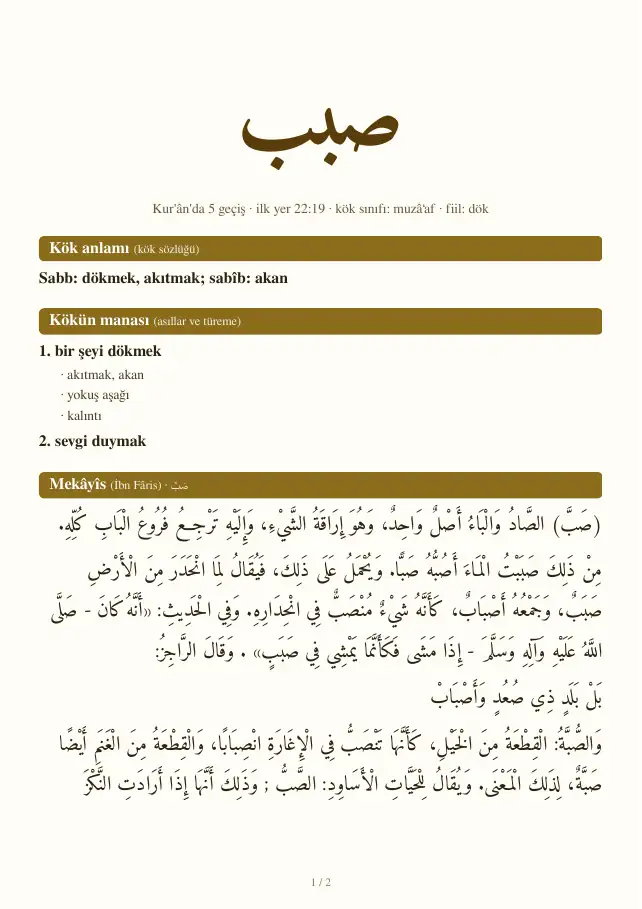 صبب
Kur'ân'da 5 geçiş · ilk yer 22:19 · kök sınıfı: muzâ'af · fiil: dök
Kök anlamı (kök sözlüğü)
Sabb: dökmek, akıtmak; sabîb: akan
Kökün manası (asıllar ve türeme)
1. bir şeyi dökmek
· akıtmak, akan
· yokuş aşağı
· kalıntı
2. sevgi duymak
Mekâyîs (İbn Fâris) · صَبَّ
(صَبَّ) الصَّادُ وَالْبَاءُ أَصْلٌ وَاحِدٌ، وَهُوَ إِرَاقَةُ الشَّيْءِ، وَإِلَيْهِ تَرْجِعُ فُرُوعُ الْبَابِ كُلِّهِ.
مِنْ ذَلِكَ صَبَبْتُ الْمَاءَ أَصُبُّهُ صَبًّا. وَيُحْمَلُ عَلَى ذَلِكَ، فَيُقَالُ لِمَا انْحَدَرَ مِنَ الْأَرْضِ
صَبَبٌ، وَجَمْعُهُ أَصْبَابٌ، كَأَنَّهُ شَيْءٌ مُنْصَبٌّ فِي انْحِدَارِهِ. وَفِي الْحَدِيثِ: «أَنَّهُ كَانَ - صَلَّى
اللَّهُ عَلَيْهِ وَآلِهِ وَسَلَّمَ - إِذَا مَشَى فَكَأَنَّمَا يَمْشِي فِي صَبَبٍ» . وَقَالَ الرَّاجِزُ:
بَلْ بَلَدٍ ذِي صُعُدٍ وَأَصْبَابْ
وَالصُّبَّةُ: الْقِطْعَةُ مِنَ الْخَيْلِ، كَأَنَّهَا تَنْصَبُّ فِي الْإِغَارَةِ انْصِبَابًا، وَالْقِطْعَةُ مِنَ الْغَنَمِ أَيْضًا
صَبَّةٌ، لِذَلِكَ الْمَعْنَى. وَيُقَالُ لِلْحَيَّاتِ الْأَسَاوِدِ: الصَّبُّ ; وَذَلِكَ أَنَّهَا إِذَا أَرَادَتِ النَّكْزَ
1 / 2